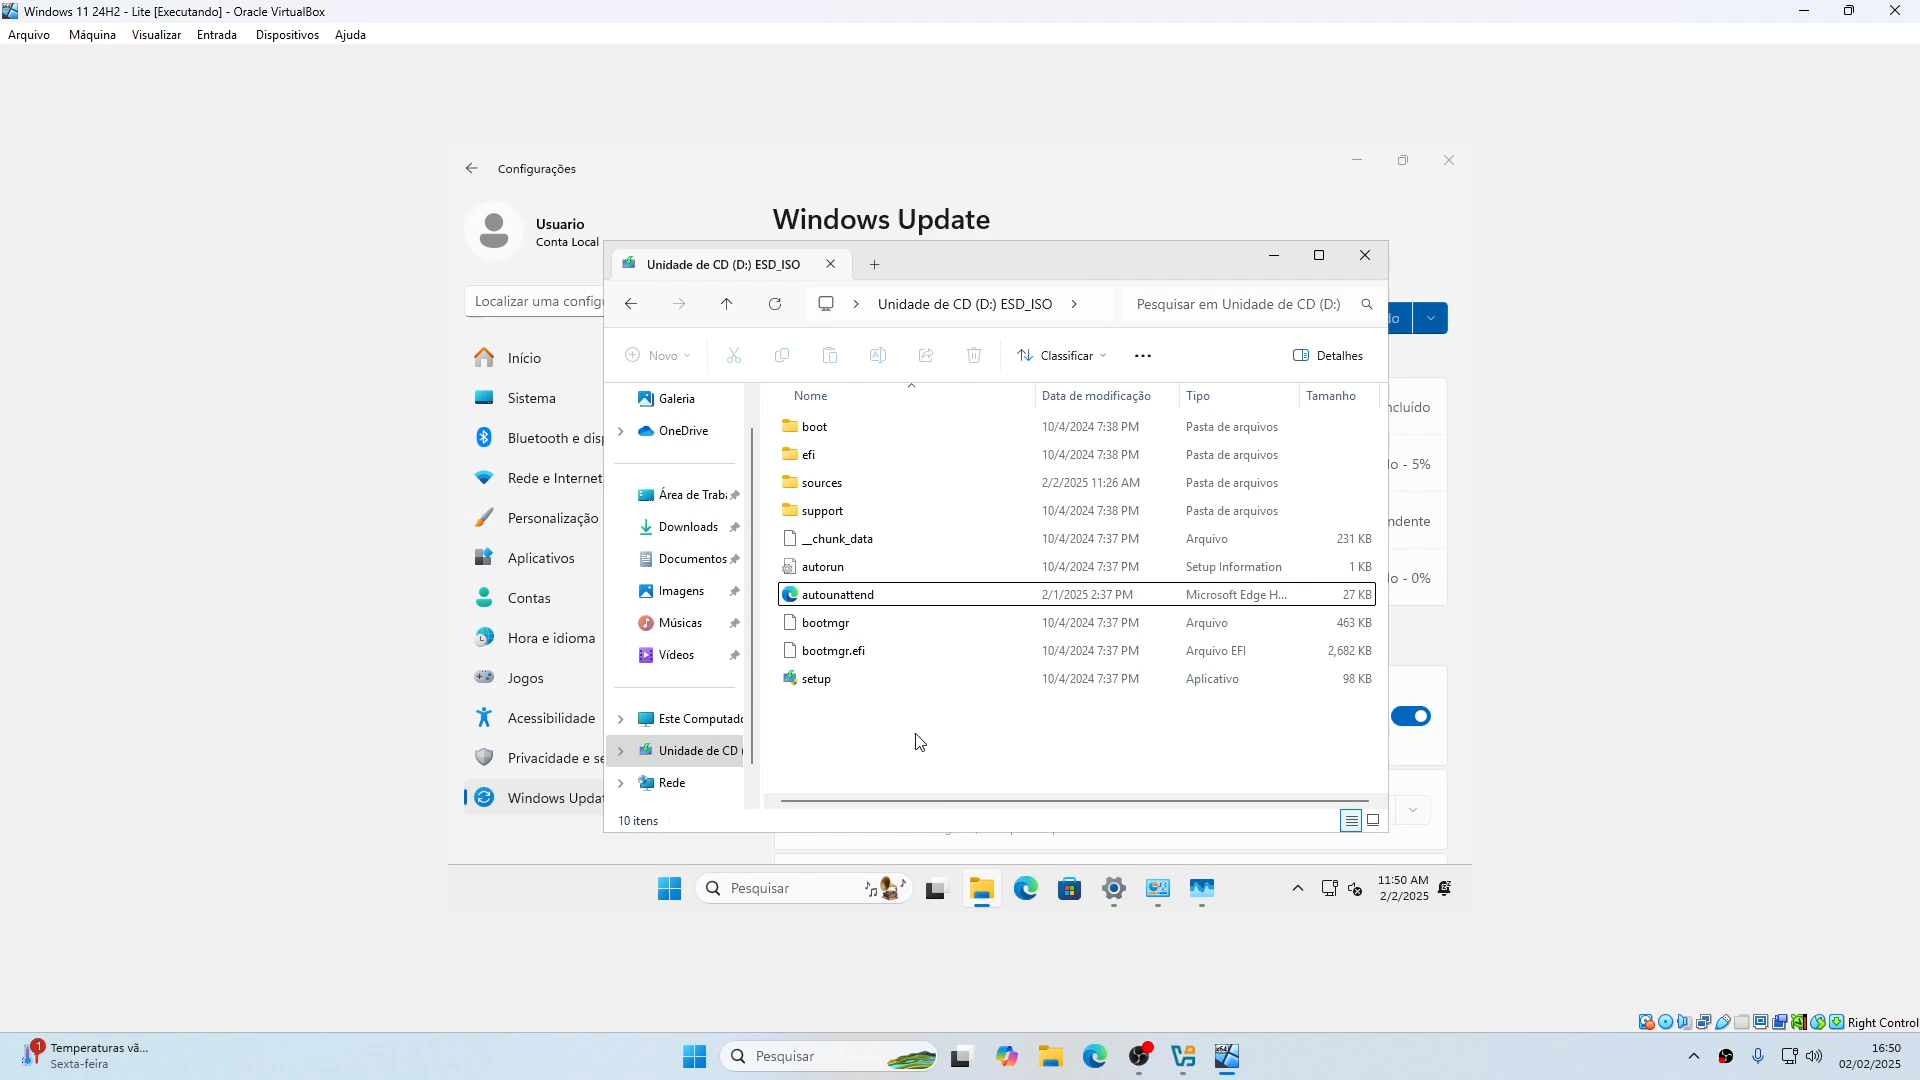 Windows 11 24H2 - Lite [Executando] - Oracle VirtualBox
Arquivo Máquina Visualizar Entrada Dispositivos Ajuda
Configurações
Usuario
Conta Local
Windows Update
Localizar uma config
Início
Sistema
Bluetooth e dis
Rede e Internet
Personalização
Aplicativos
Contas
Hora e idioma
Jogos
Acessibilidade
Privacidade e se
Windows Upda
Unidade de CD (D:) ESD_ISO
Unidade de CD (D:) ESD_ISO
Pesquisar em Unidade de CD (D:)
Novo
Classificar
Detalhes
Galeria
OneDrive
Área de Trab
Downloads
Documentos
Imagens
Músicas
Vídeos
Este Computad
Unidade de CD (
Rede
Nome Data de modificação Tipo Tamanho
boot 10/4/2024 7:38 PM Pasta de arquivos
efi 10/4/2024 7:38 PM Pasta de arquivos
sources 2/2/2025 11:26 AM Pasta de arquivos
support 10/4/2024 7:38 PM Pasta de arquivos
__chunk_data 10/4/2024 7:37 PM Arquivo 231 KB
autorun 10/4/2024 7:37 PM Setup Information 1 KB
autounattend 2/1/2025 2:37 PM Microsoft Edge H... 27 KB
bootmgr 10/4/2024 7:37 PM Arquivo 463 KB
bootmgr.efi 10/4/2024 7:37 PM Arquivo EFI 2,682 KB
setup 10/4/2024 7:37 PM Aplicativo 98 KB
10 itens
do
ncluído
lo - 5%
ndente
lo - 0%
Pesquisar
11:50 AM
2/2/2025
Right Control
1
Temperaturas vã...
Sexta-feira
Pesquisar
16:50
02/02/2025